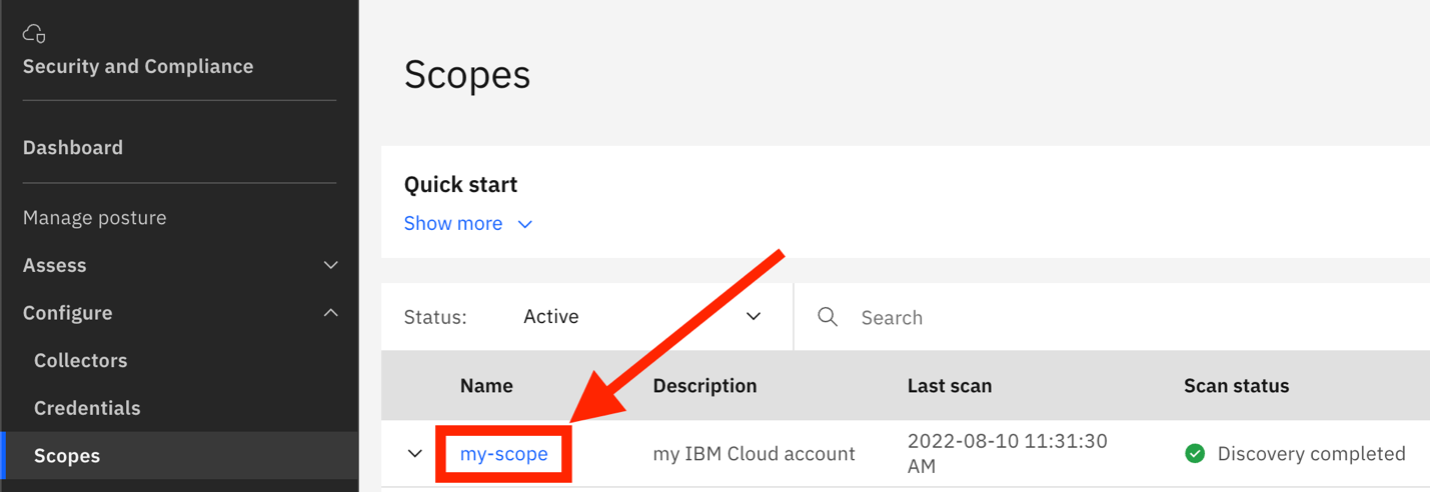 Security and Compliance
Dashboard
Manage posture
Assess
Configure
Collectors
Credentials
Scopes
Scopes
Quick start
Show more
Status: Active Search
Name Description Last scan Scan status
my-scope my IBM Cloud account 2022-08-10 11:31:30 AM Discovery completed